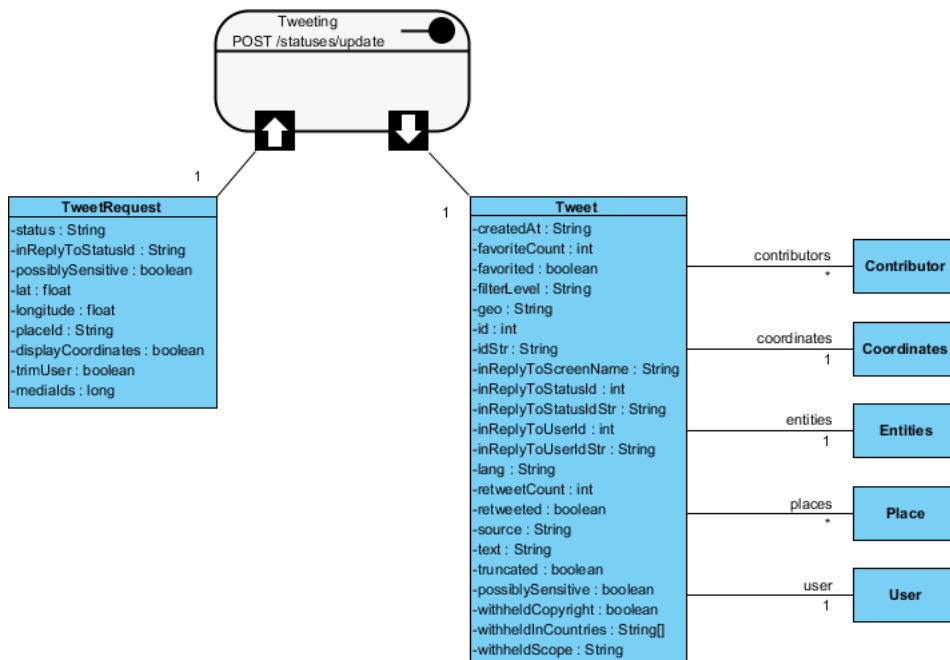 Tweeting
POST /statuses/update
1
TweetRequest
-status : String
-inReplyToStatusId : String
-possiblySensitive : boolean
-lat : float
-longitude : float
-placeId : String
-displayCoordinates : boolean
-trimUser : boolean
-mediaIds : long
1
Tweet
-createdAt : String
-favoriteCount : int
-favorited : boolean
-filterLevel : String
-geo : String
-id : int
-idStr : String
-inReplyToScreenName : String
-inReplyToStatusId : int
-inReplyToStatusIdStr : String
-inReplyToUserId : int
-inReplyToUserIdStr : String
-lang : String
-retweetCount : int
-retweeted : boolean
-source : String
-text : String
-truncated : boolean
-possiblySensitive : boolean
-withheldCopyright : boolean
-withheldInCountries : String[]
-withheldScope : String
contributors
*
Contributor
coordinates
1
Coordinates
entities
1
Entities
places
*
Place
user
1
User